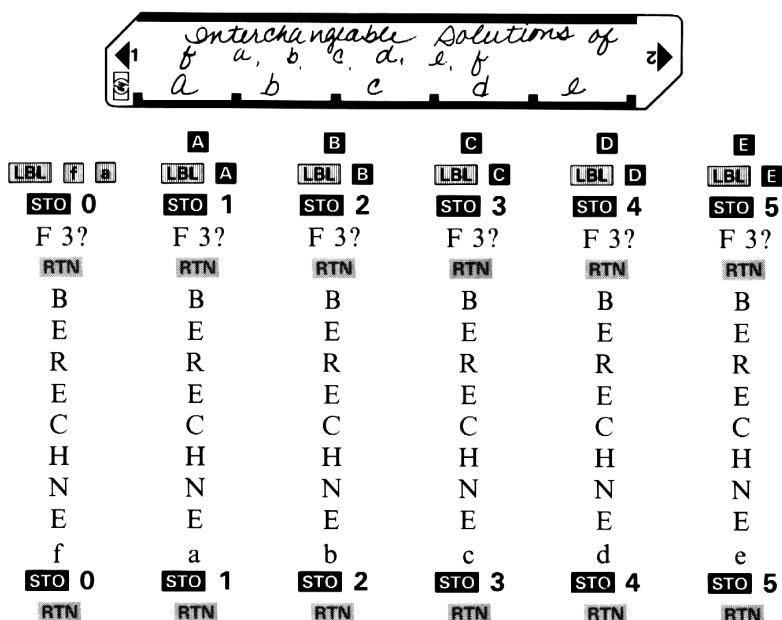 Interchangeable Solutions of
1 f a, b, c, d, e, f 2
a b c d e
A B C D E
LBL f a LBL A LBL B LBL C LBL D LBL E
STO 0 STO 1 STO 2 STO 3 STO 4 STO 5
F 3? F 3? F 3? F 3? F 3? F 3?
RTN RTN RTN RTN RTN RTN
B B B B B B
E E E E E E
R R R R R R
E E E E E E
C C C C C C
H H H H H H
N N N N N N
E E E E E E
f a b c d e
STO 0 STO 1 STO 2 STO 3 STO 4 STO 5
RTN RTN RTN RTN RTN RTN